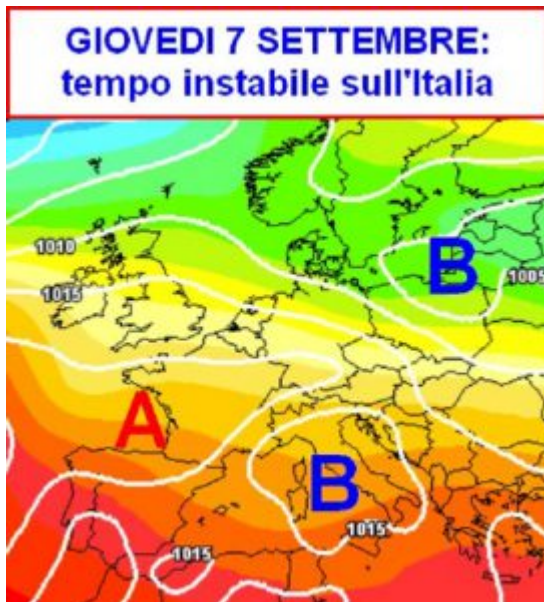 GIOVEDI 7 SETTEMBRE:
tempo instabile sull'Italia
1010
B
1005
1015
A
B
1015
1015